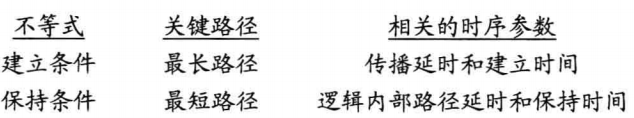 不等式 关键路径 相关的时序参数
建立条件 最长路径 传播延时和建立时间
保持条件 最短路径 逻辑内部路径延时和保持时间